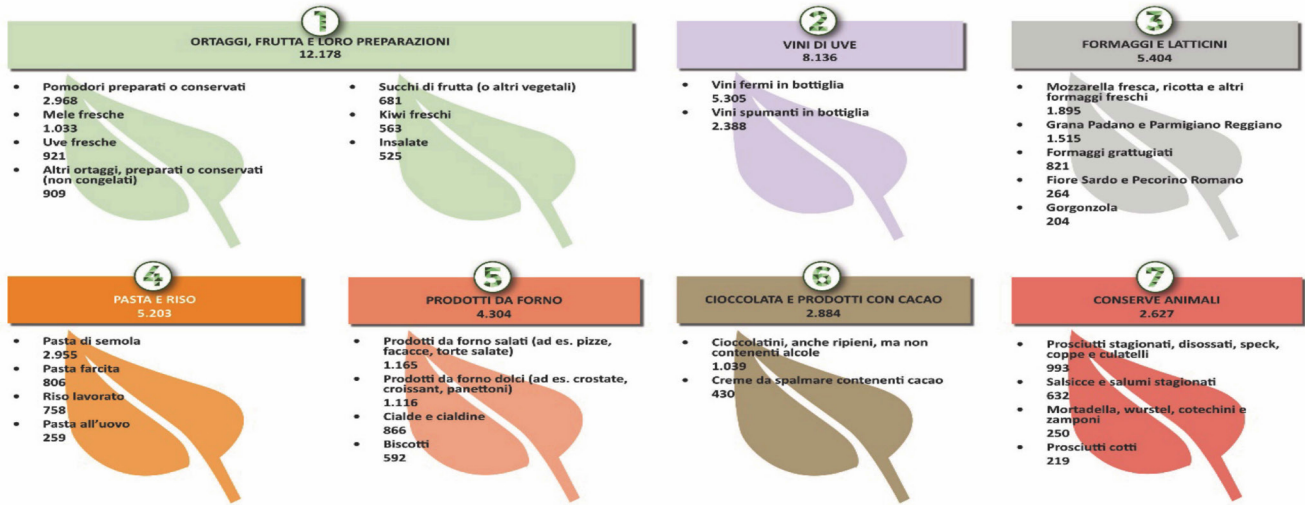 1
ORTAGGI, FRUTTA E LORO PREPARAZIONI
12.178
• Pomodori preparati o conservati
2.968
• Mele fresche
1.033
• Uve fresche
921
• Altri ortaggi, preparati o conservati
(non congelati)
909
• Succhi di frutta (o altri vegetali)
681
• Kiwi freschi
563
• Insalate
525
2
VINI DI UVE
8.136
• Vini fermi in bottiglia
5.305
• Vini spumanti in bottiglia
2.388
3
FORMAGGI E LATTICINI
5.404
• Mozzarella fresca, ricotta e altri
formaggi freschi
1.895
• Grana Padano e Parmigiano Reggiano
1.515
• Formaggi grattugiati
821
• Fiore Sardo e Pecorino Romano
264
• Gorgonzola
204
4
PASTA E RISO
5.203
• Pasta di semola
2.955
• Pasta farcita
806
• Riso lavorato
758
• Pasta all'uovo
259
5
PRODOTTI DA FORNO
4.304
• Prodotti da forno salati (ad es. pizze,
facacce, torte salate)
1.165
• Prodotti da forno dolci (ad es. crostate,
croissant, panettoni)
1.116
• Cialde e cialdine
866
• Biscotti
592
6
CIOCCOLATA E PRODOTTI CON CACAO
2.884
• Cioccolatini, anche ripieni, ma non
contenenti alcole
1.039
• Creme da spalmare contenenti cacao
430
7
CONSERVE ANIMALI
2.627
• Prosciutti stagionati, disossati, speck,
coppe e culatelli
993
• Salsicce e salumi stagionati
632
• Mortadella, wurstel, cotechini e
zamponi
250
• Prosciutti cotti
219